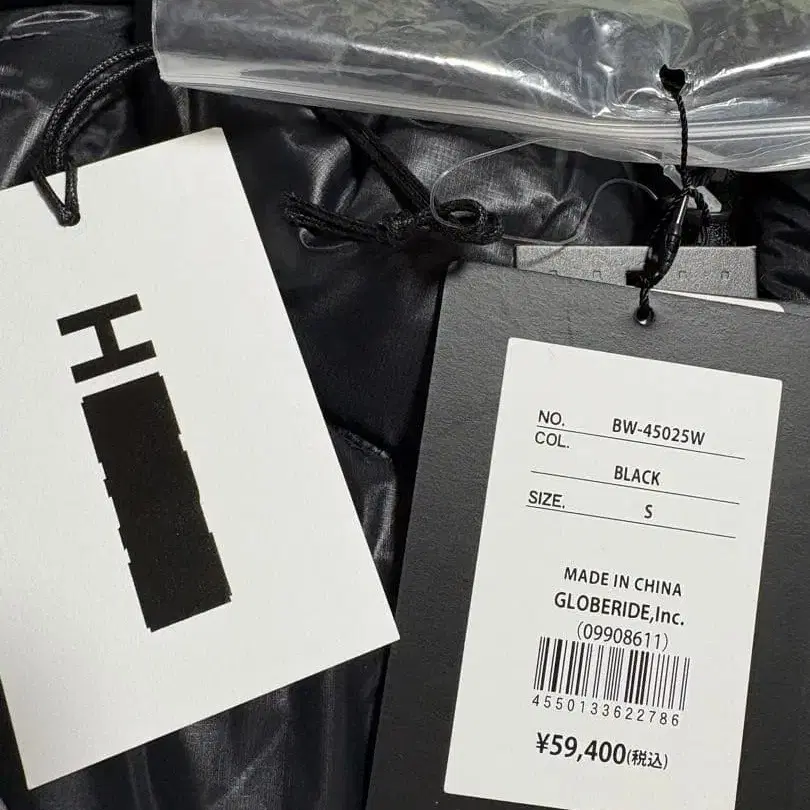 H
NO. BW-45025W
COL.
BLACK
SIZE. S
MADE IN CHINA
GLOBERIDE,Inc.
(09908611)
4550133622786
¥59,400(税込)